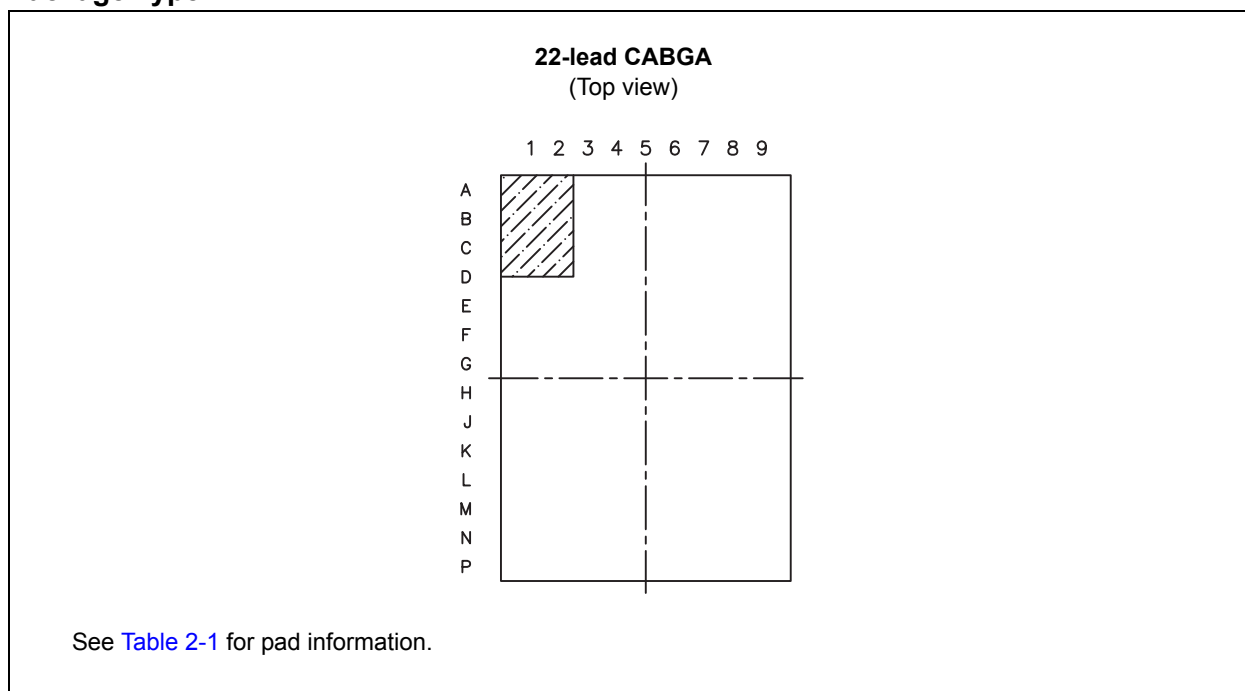 22-lead CABGA
(Top view)
1 2 3 4 5 6 7 8 9
A
B
C
D
E
F
G
H
J
K
L
M
N
P
See Table 2-1 for pad information.